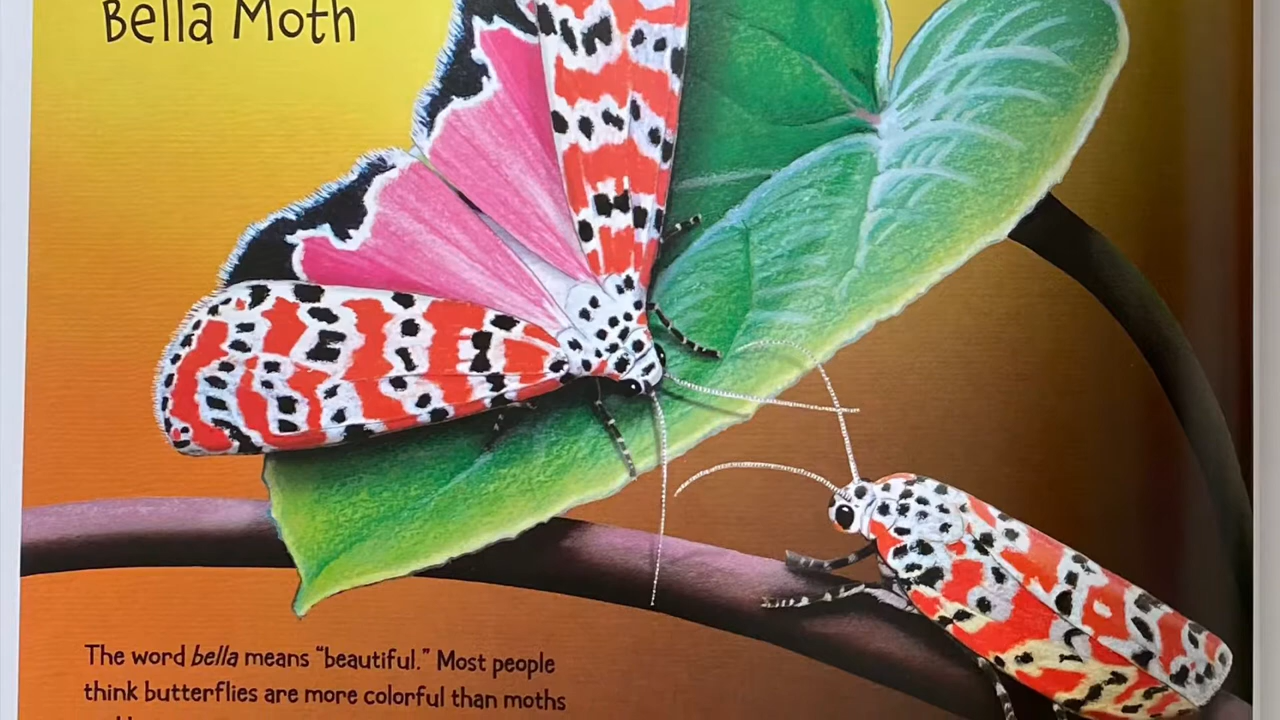 Bella Moth
The word bella means “beautiful.” Most people
think butterflies are more colorful than moths